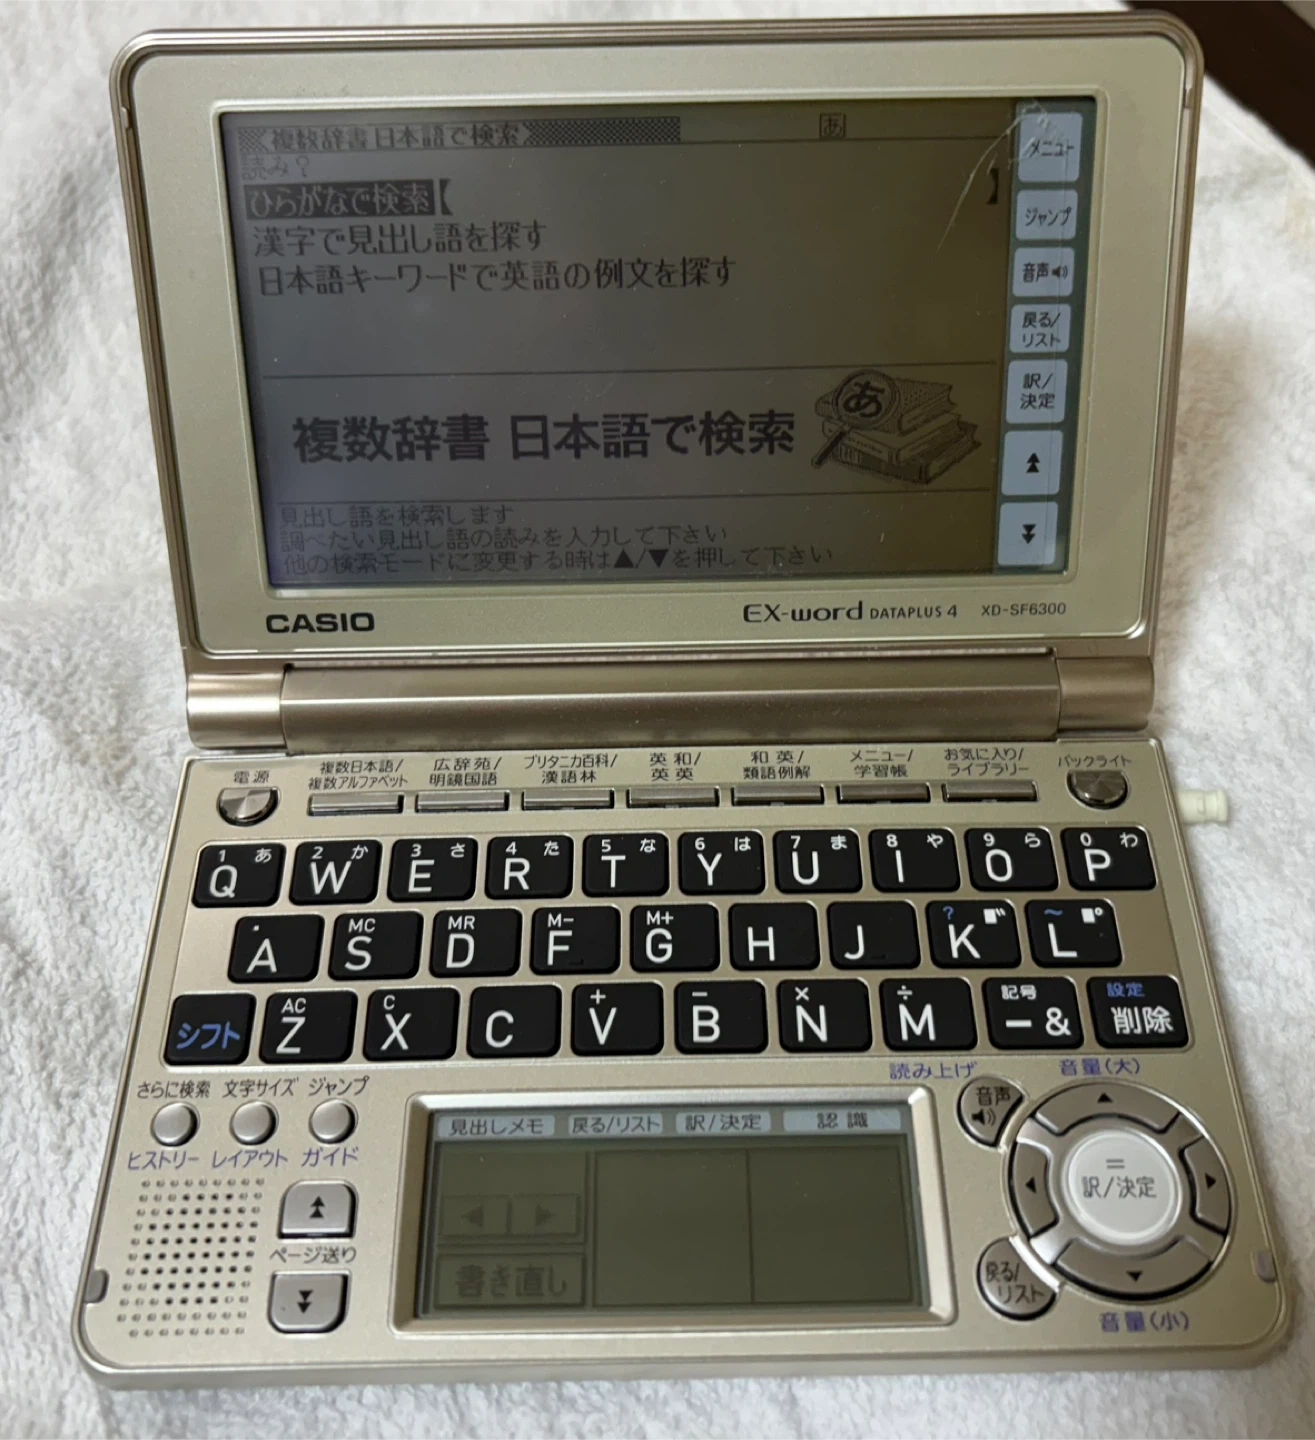 複数辞書 日本語で検索
あ
読み？
ひらがなで検索【 】
漢字で見出し語を探す
日本語キーワードで英語の例文を探す
あ
複数辞書 日本語で検索
見出し語を検索します
調べたい見出し語の読みを入力して下さい
他の検索モードに変更する時は▲/▼を押して下さい
メニュー
ジャンプ
音声
戻る/
リスト
訳/
決定
CASIO
EX-word DATAPLUS 4 XD-SF6300
電源
複数日本語/
複数アルファベット
広辞苑/
明鏡国語
ブリタニカ百科/
漢語林
英和/
英英
和英/
類語例解
メニュー/
学習帳
お気に入り/
ライブラリー
バックライト
1 あ 2 か 3 さ 4 た 5 な 6 は 7 ま 8 や 9 ら 0 わ
Q W E R T Y U I O P
. MC MR M- M+ ? ゛ ~ ゜
A S D F G H J K L
AC C + − × ÷ 記号 設定
シフト Z X C V B N M ー & 削除
さらに検索 文字サイズ ジャンプ
ヒストリー レイアウト ガイド
ページ送り
見出しメモ 戻る/リスト 訳/決定 認識
書き直し
読み上げ
音声
音量(大)
=
訳/決定
戻る/
リスト
音量(小)